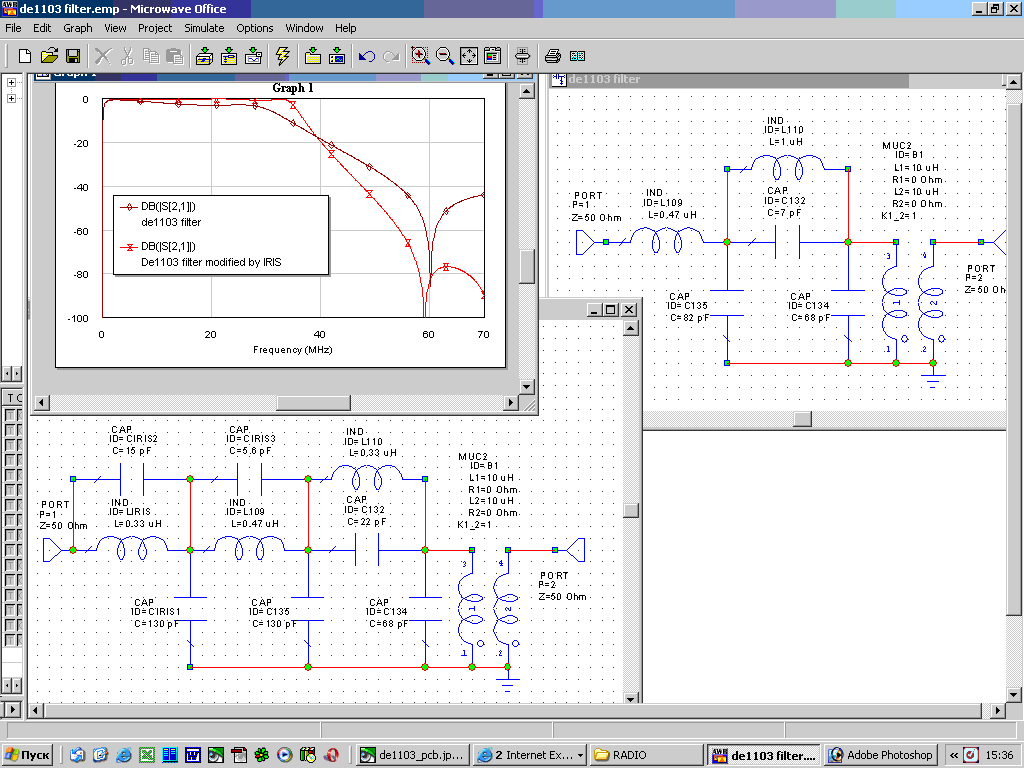 de1103 filter.emp - Microwave Office
File Edit Graph View Project Simulate Options Window Help
Graph 1
0
-20
-40
-60
-80
-100
DB(|S[2,1]|)
de1103 filter
DB(|S[2,1]|)
De1103 filter modified by IRIS
0 20 40 60 70
Frequency (MHz)
de1103 filter
IND
ID=L110
L=1 uH
MUC2
ID=B1
L1=10 uH
R1=0 Ohm
L2=10 uH
R2=0 Ohm
K1_2=1
PORT
P=1
Z=50 Ohm
IND
ID=L109
L=0.47 uH
CAP
ID=C132
C=7 pF
3 4
1 2
1 2
PORT
P=2
Z=50 Oh
CAP
ID=C135
C=82 pF
CAP
ID=C134
C=68 pF
CAP
ID=CIRIS2
C=15 pF
CAP
ID=CIRIS3
C=5.6 pF
IND
ID=L110
L=0.33 uH
MUC2
ID=B1
L1=10 uH
R1=0 Ohm
L2=10 uH
R2=0 Ohm
K1_2=1
PORT
P=1
Z=50 Ohm
IND
ID=LIRIS
L=0.33 uH
IND
ID=L109
L=0.47 uH
CAP
ID=C132
C=22 pF
3 4
1 2
1 2
PORT
P=2
Z=50 Ohm
CAP
ID=CIRIS1
C=130 pF
CAP
ID=C135
C=130 pF
CAP
ID=C134
C=68 pF
Пуск
de1103_pcb.jp...
2 Internet Ex...
RADIO
de1103 filter....
Adobe Photoshop
15:36